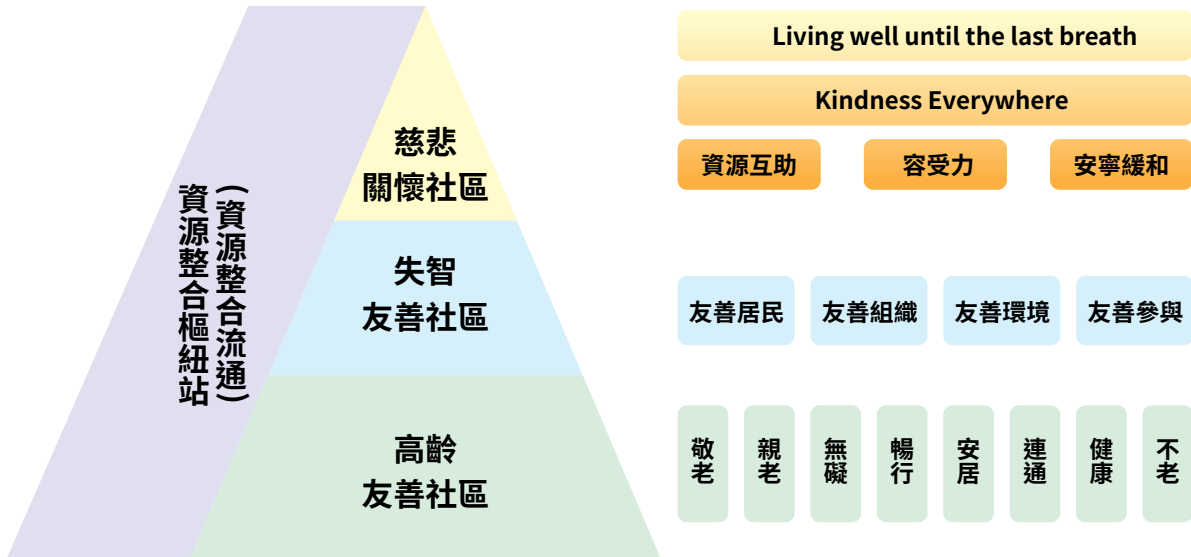 資源整合樞紐站
(資源整合流通)
慈悲
關懷社區
失智
友善社區
高齡
友善社區
Living well until the last breath
Kindness Everywhere
資源互助
容受力
安寧緩和
友善居民
友善組織
友善環境
友善參與
敬老
親老
無礙
暢行
安居
連通
健康
不老